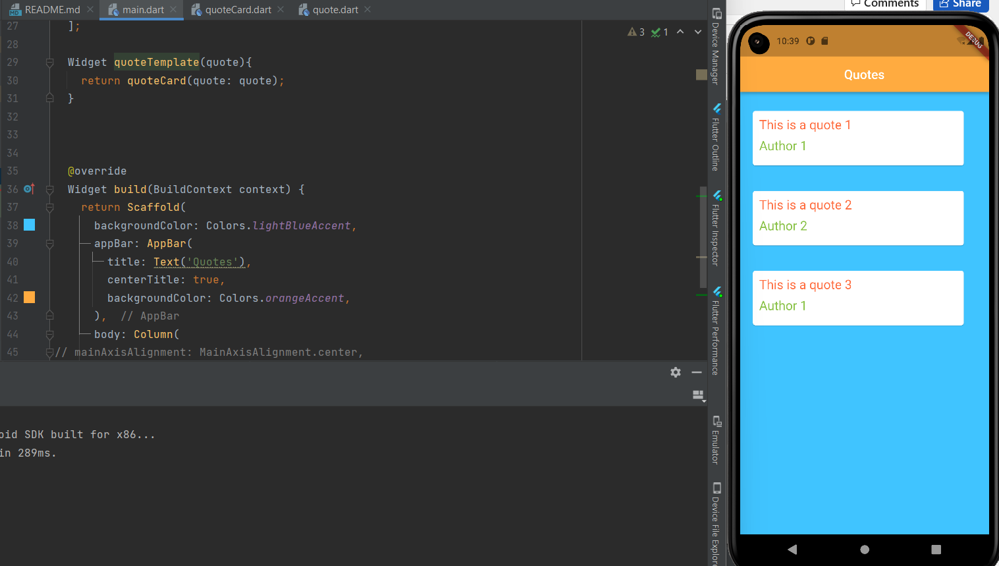 README.md
main.dart
quoteCard.dart
quote.dart
Comments
Share
27 ];
3
1
28
29 Widget quoteTemplate(quote){
30 return quoteCard(quote: quote);
31 }
32
33
34
35 @override
36 Widget build(BuildContext context) {
37 return Scaffold(
38 backgroundColor: Colors.lightBlueAccent,
39 appBar: AppBar(
40 title: Text('Quotes'),
41 centerTitle: true,
42 backgroundColor: Colors.orangeAccent,
43 ), // AppBar
44 body: Column(
45 // mainAxisAlignment: MainAxisAlignment.center,
oid SDK built for x86...
in 289ms.
Device Manager
Flutter Outline
Flutter Inspector
Flutter Performance
Emulator
Device File Explore
10:39
DEBUG
Quotes
This is a quote 1
Author 1
This is a quote 2
Author 2
This is a quote 3
Author 1